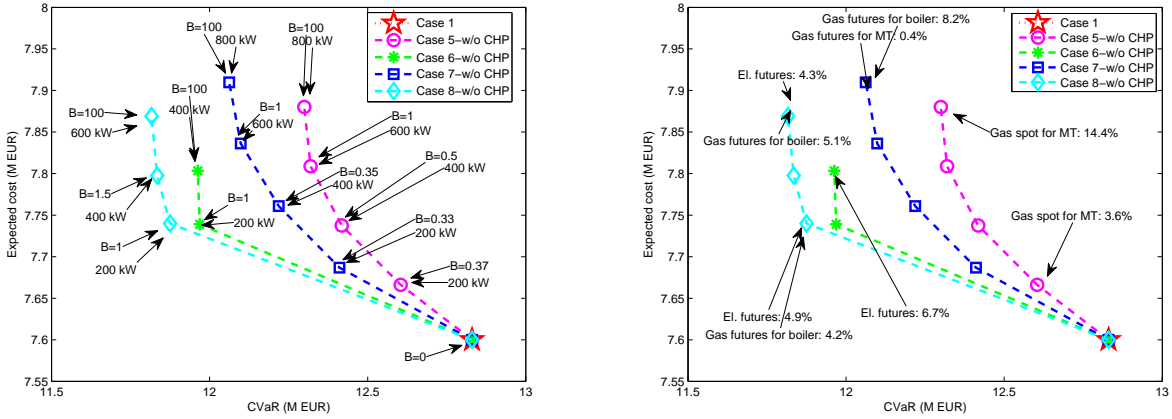 7.55
7.6
7.65
7.7
7.75
7.8
7.85
7.9
7.95
8
Expected cost (M EUR)
11.5
12
12.5
13
CVaR (M EUR)
Case 1
Case 5−w/o CHP
Case 6−w/o CHP
Case 7−w/o CHP
Case 8−w/o CHP
B=100
800 kW
B=100
800 kW
B=100
400 kW
B=100
600 kW
B=1
600 kW
B=1
600 kW
B=0.5
400 kW
B=0.35
400 kW
B=1.5
400 kW
B=1
200 kW
B=1
200 kW
B=0.33
200 kW
B=0.37
200 kW
B=0
7.55
7.6
7.65
7.7
7.75
7.8
7.85
7.9
7.95
8
Expected cost (M EUR)
11.5
12
12.5
13
CVaR (M EUR)
Case 1
Case 5−w/o CHP
Case 6−w/o CHP
Case 7−w/o CHP
Case 8−w/o CHP
Gas futures for boiler: 8.2%
Gas futures for MT: 0.4%
El. futures: 4.3%
Gas futures for boiler: 5.1%
Gas spot for MT: 14.4%
Gas spot for MT: 3.6%
El. futures: 4.9%
Gas futures for boiler: 4.2%
El. futures: 6.7%